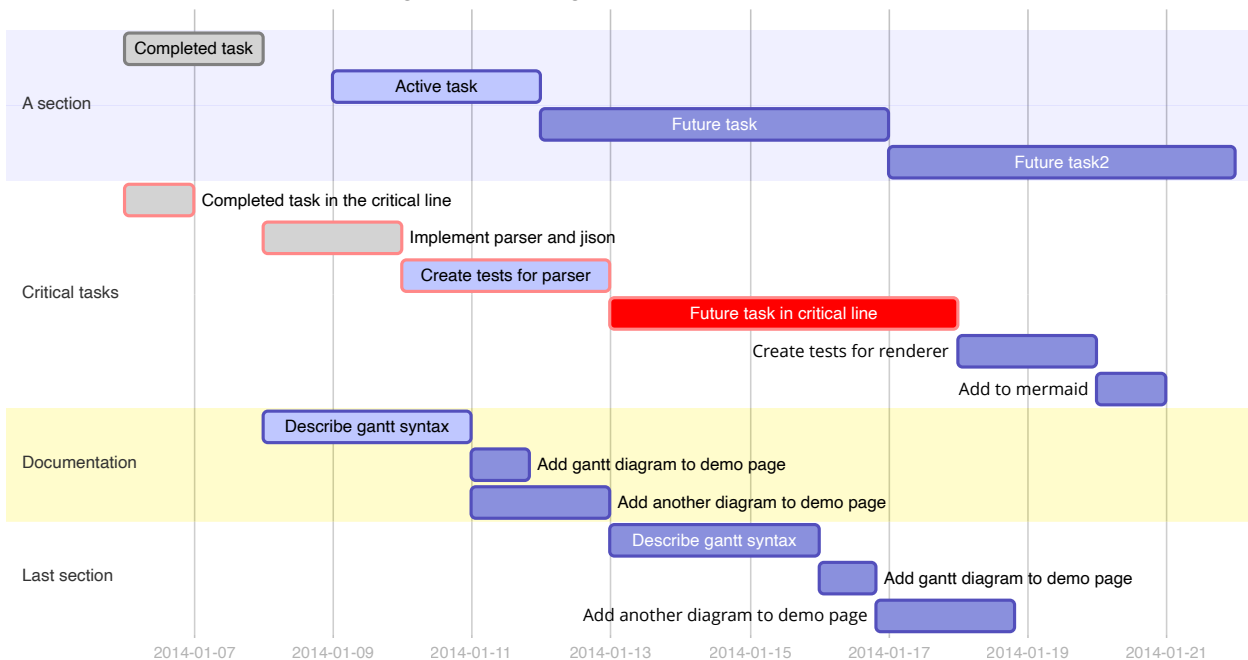 Completed task
Active task
A section
Future task
Future task2
Completed task in the critical line
Implement parser and jison
Create tests for parser
Critical tasks
Future task in critical line
Create tests for renderer
Add to mermaid
Describe gantt syntax
Documentation
Add gantt diagram to demo page
Add another diagram to demo page
Describe gantt syntax
Last section
Add gantt diagram to demo page
Add another diagram to demo page
2014-01-07 2014-01-09 2014-01-11 2014-01-13 2014-01-15 2014-01-17 2014-01-19 2014-01-21